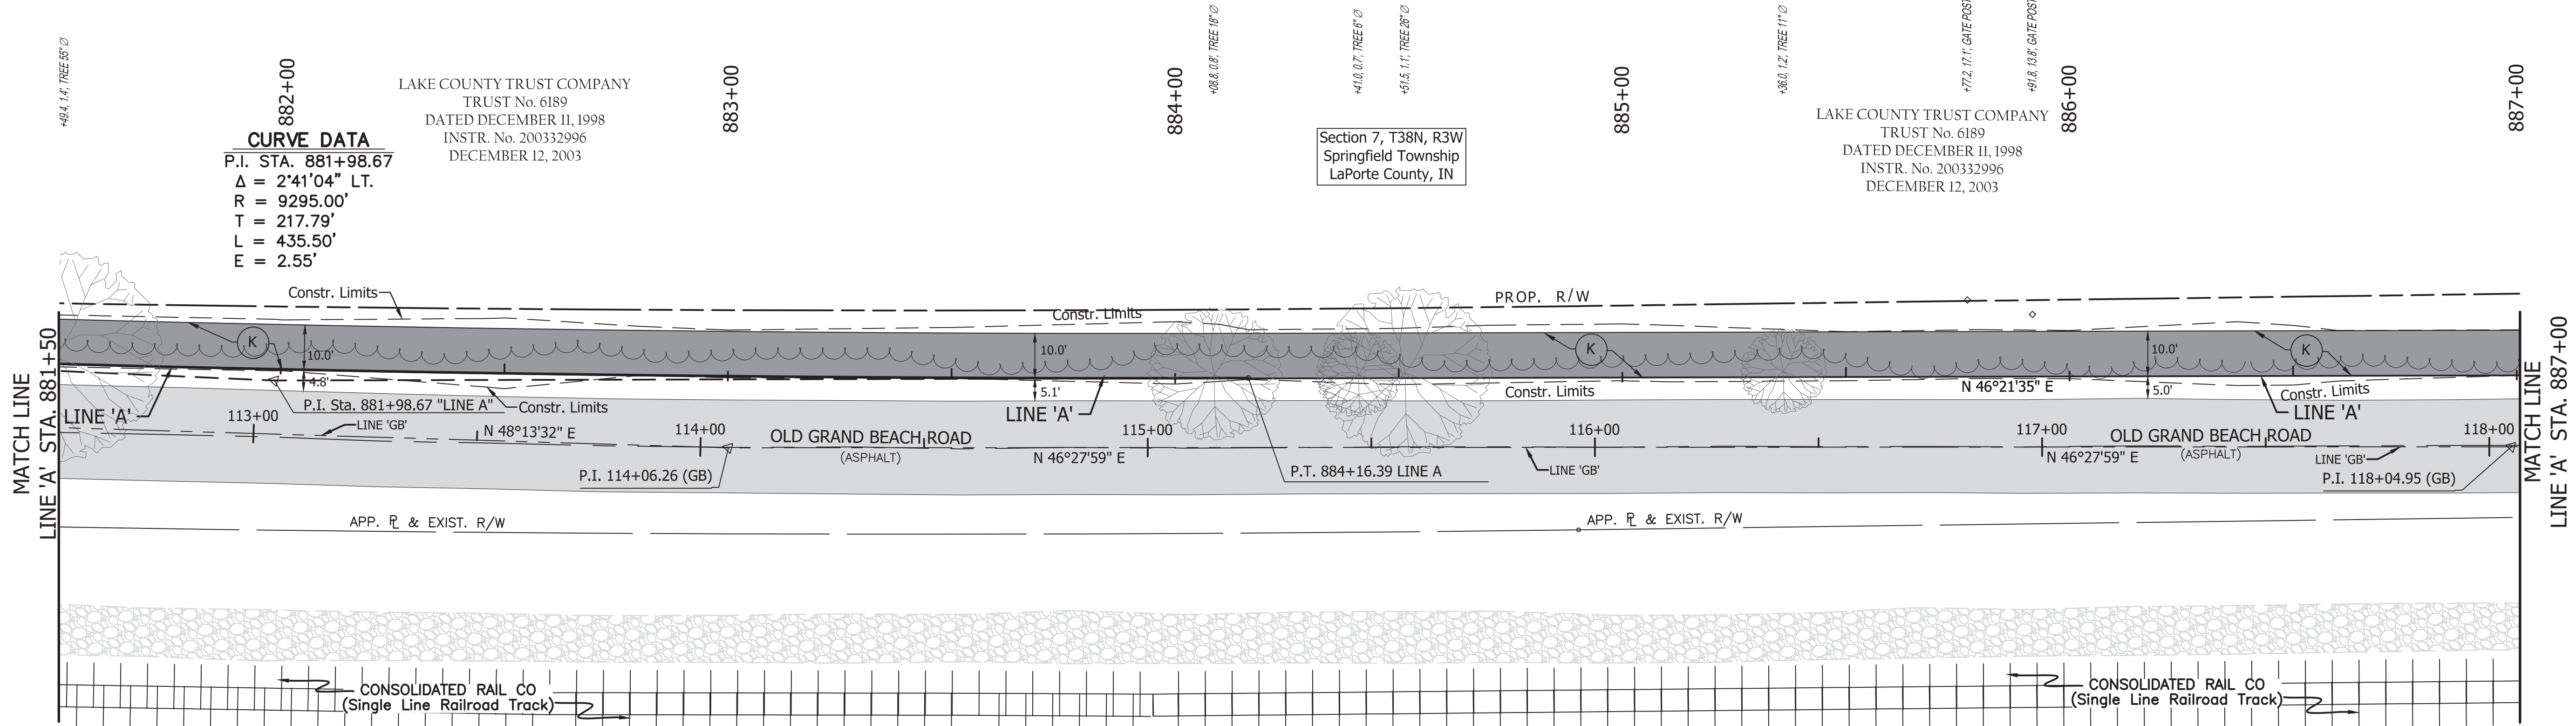 +49.4, 1.4', TREE 55" Ø
882+00
883+00
884+00
+08.8, 0.8', TREE 18" Ø
+41.0, 0.7', TREE 6" Ø
+51.5, 1.1', TREE 26" Ø
885+00
+36.0, 1.2', TREE 11" Ø
+77.2, 17.1', GATE POST
+91.8, 13.8', GATE POST
886+00
887+00
LAKE COUNTY TRUST COMPANY
TRUST No. 6189
DATED DECEMBER 11, 1998
INSTR. No. 200332996
DECEMBER 12, 2003
CURVE DATA
P.I. STA. 881+98.67
Δ = 2°41'04" LT.
R = 9295.00'
T = 217.79'
L = 435.50'
E = 2.55'
Section 7, T38N, R3W
Springfield Township
LaPorte County, IN
LAKE COUNTY TRUST COMPANY
TRUST No. 6189
DATED DECEMBER 11, 1998
INSTR. No. 200332996
DECEMBER 12, 2003
Constr. Limits
Constr. Limits
PROP. R/W
MATCH LINE
LINE 'A' STA. 881+50
K
10.0'
4.8'
10.0'
5.1'
K
10.0'
5.0'
K
N 46°21'35" E
Constr. Limits
Constr. Limits
Constr. Limits
LINE 'A'
P.I. Sta. 881+98.67 "LINE A"
LINE 'A'
LINE 'A'
113+00
LINE 'GB'
N 48°13'32" E
114+00
OLD GRAND BEACH ROAD
(ASPHALT)
115+00
N 46°27'59" E
116+00
LINE 'GB'
117+00
N 46°27'59" E
OLD GRAND BEACH ROAD
(ASPHALT)
LINE 'GB'
118+00
P.I. 114+06.26 (GB)
P.T. 884+16.39 LINE A
P.I. 118+04.95 (GB)
MATCH LINE
LINE 'A' STA. 887+00
APP. ⅊ & EXIST. R/W
APP. ⅊ & EXIST. R/W
CONSOLIDATED RAIL CO
(Single Line Railroad Track)
CONSOLIDATED RAIL CO
(Single Line Railroad Track)